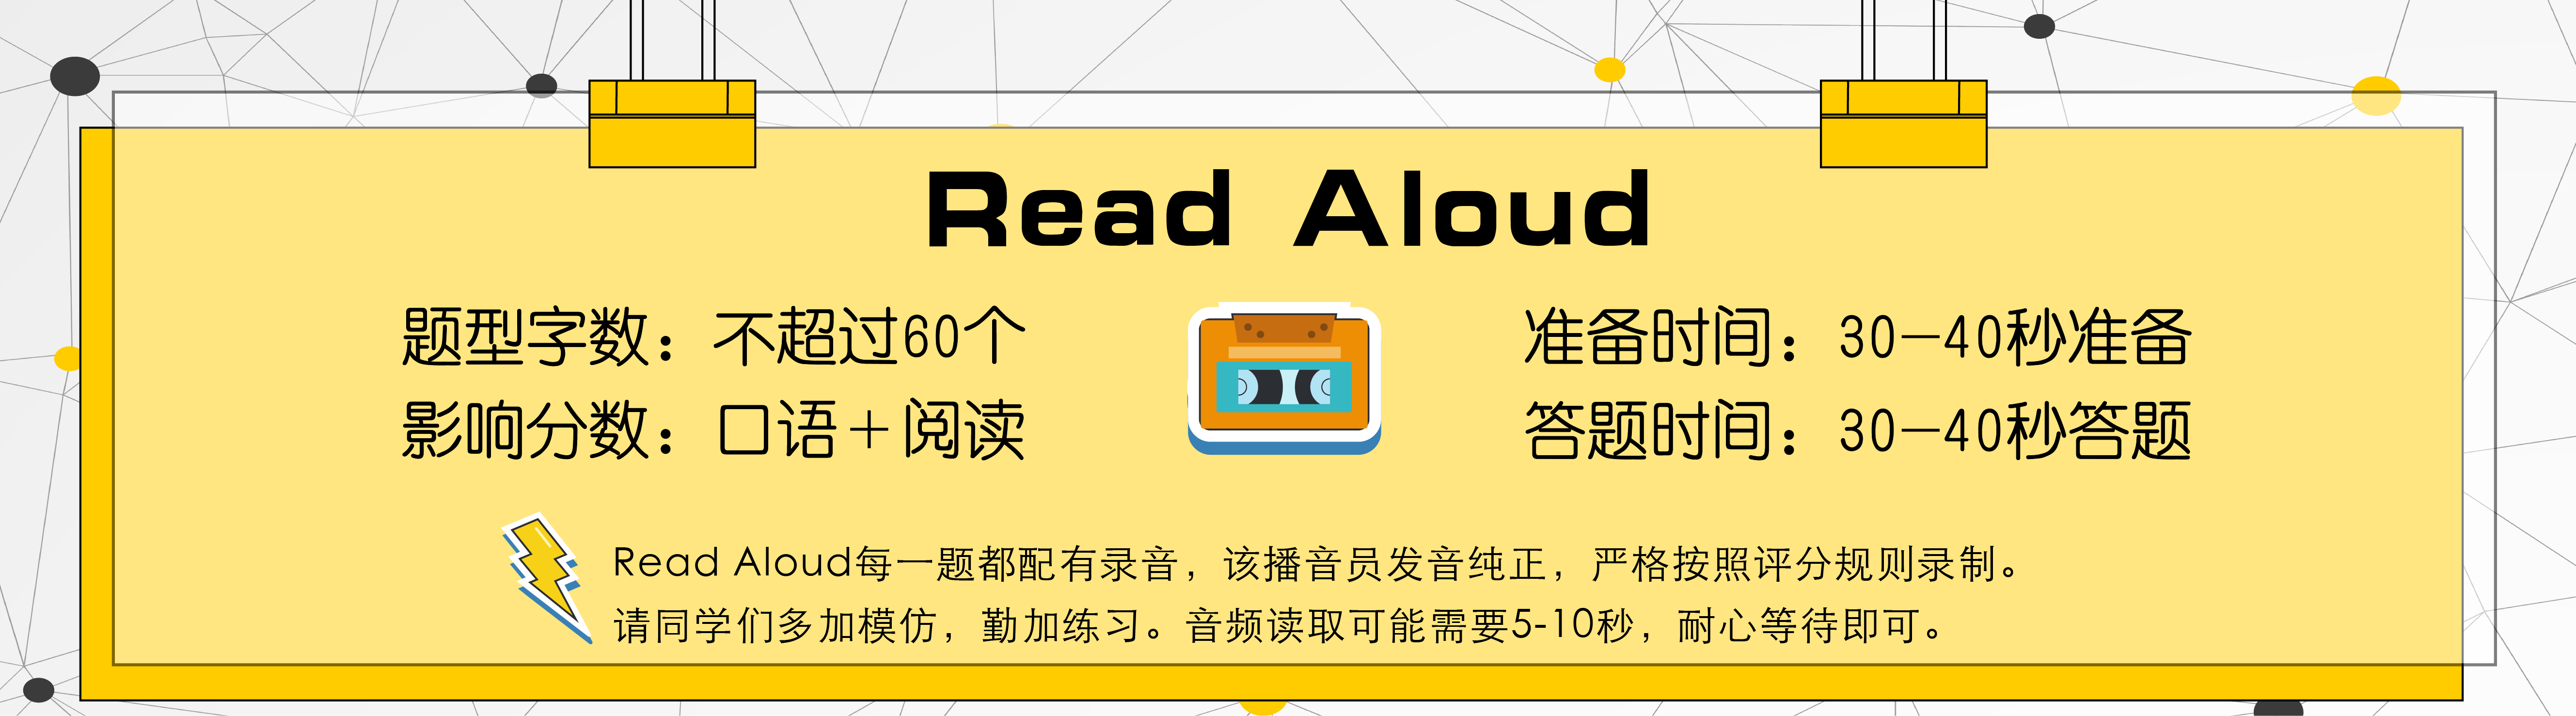 Read Aloud
题型字数：不超过60个
影响分数：口语+阅读
准备时间：30-40秒准备
答题时间：30-40秒答题
Read Aloud每一题都配有录音，该播音员发音纯正，严格按照评分规则录制。
请同学们多加模仿，勤加练习。音频读取可能需要5-10秒，耐心等待即可。